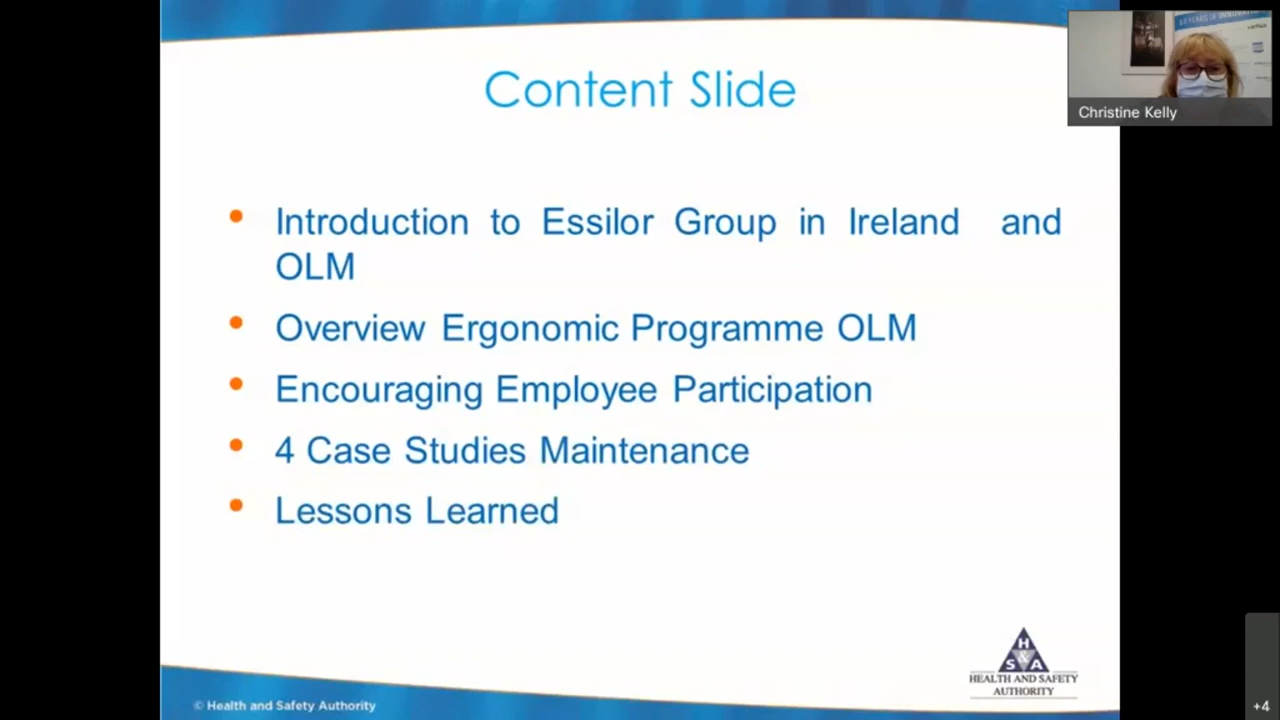 Content Slide
Christine Kelly
Introduction to Essilor Group in Ireland and
OLM
Overview Ergonomic Programme OLM
Encouraging Employee Participation
4 Case Studies Maintenance
Lessons Learned
H
&
S A
HEALTH AND SAFETY
AUTHORITY
© Health and Safety Authority
+4